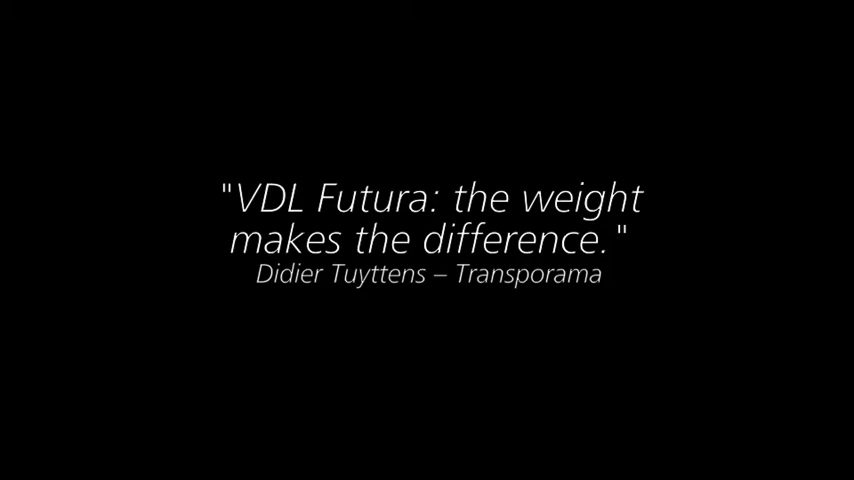 "VDL Futura: the weight
makes the difference."
Didier Tuyttens – Transporama